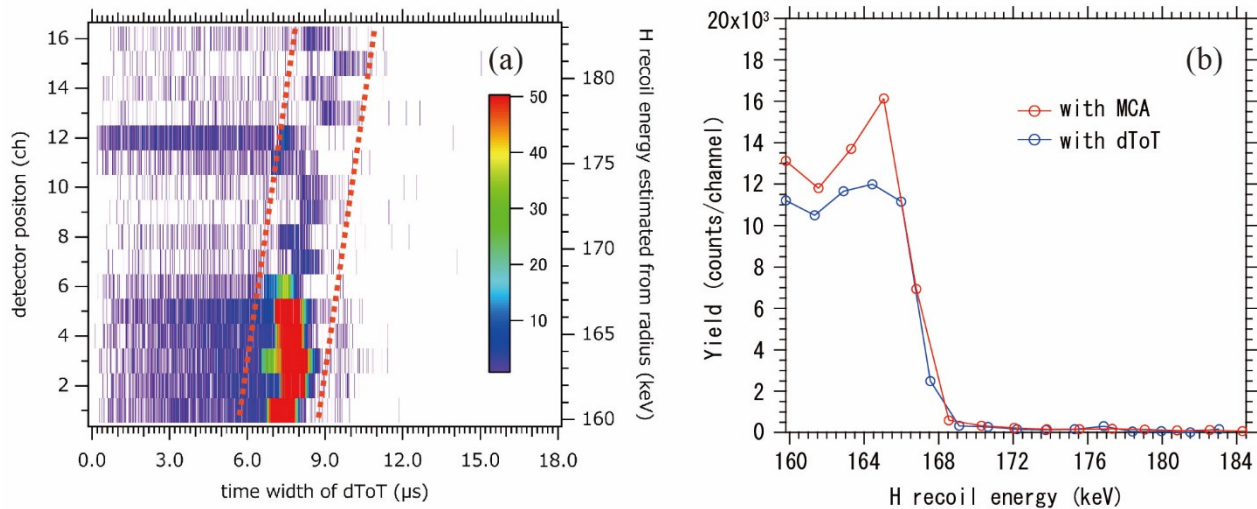 (a)
16
14
12
10
8
6
4
2
detector positon (ch)
0.0 3.0 6.0 9.0 12.0 15.0 18.0
time width of dToT (μs)
50
40
30
20
10
180
175
170
165
160
H recoil energy estimated from radius (keV)
(b)
20x10³
18
16
14
12
10
8
6
4
2
0
Yield (counts/channel)
with MCA
with dToT
160 164 168 172 176 180 184
H recoil energy (keV)